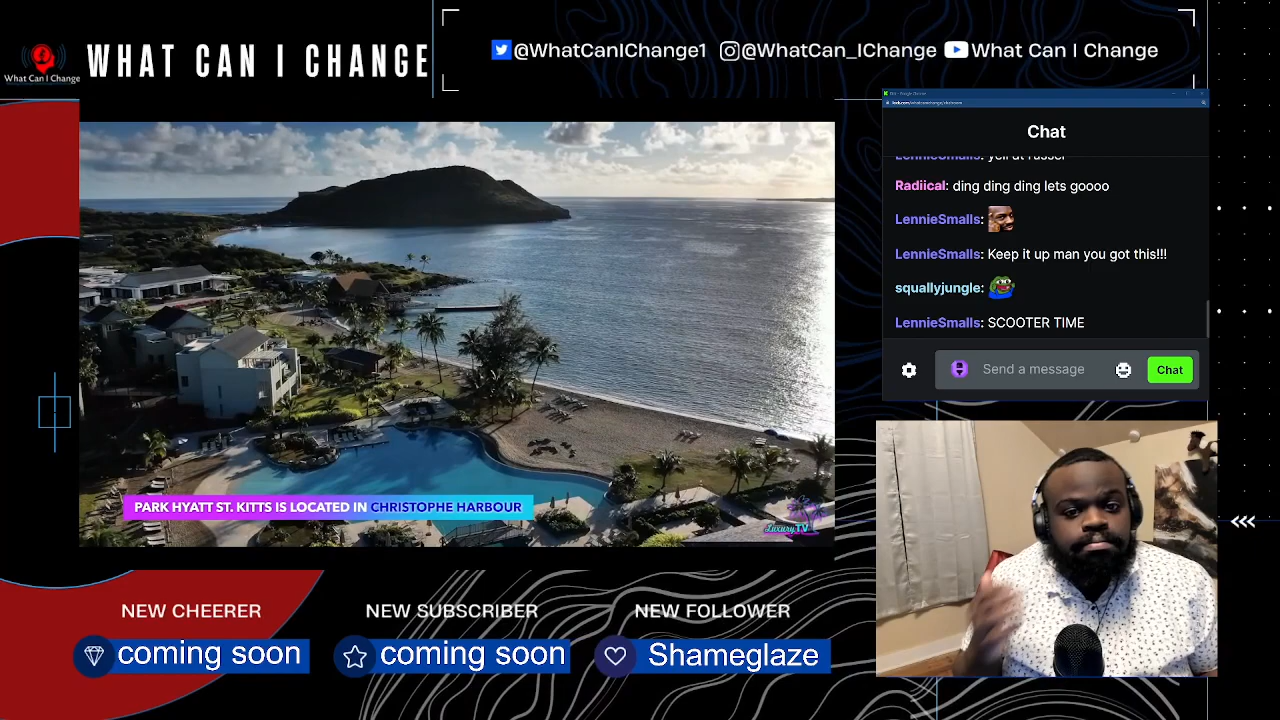 What Can I Change
WHAT CAN I CHANGE
@WhatCanIChange1 @WhatCan_IChange What Can I Change
Chat
Radiical: ding ding ding lets goooo
LennieSmalls:
LennieSmalls: Keep it up man you got this!!!
squallyjungle:
LennieSmalls: SCOOTER TIME
Send a message
Chat
PARK HYATT ST. KITTS IS LOCATED IN CHRISTOPHE HARBOUR
Luxury TV
NEW CHEERER
coming soon
NEW SUBSCRIBER
coming soon
NEW FOLLOWER
Shameglaze